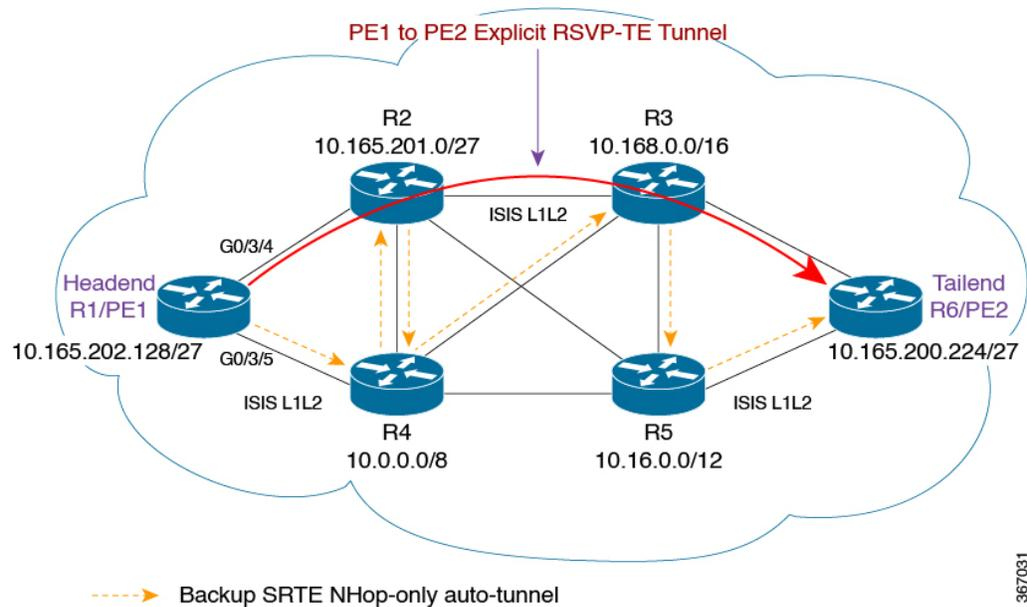 PE1 to PE2 Explicit RSVP-TE Tunnel
R2
10.165.201.0/27
R3
10.168.0.0/16
ISIS L1L2
G0/3/4
Headend
R1/PE1
10.165.202.128/27
Tailend
R6/PE2
10.165.200.224/27
G0/3/5
ISIS L1L2
R4
10.0.0.0/8
R5
10.16.0.0/12
ISIS L1L2
Backup SRTE NHop-only auto-tunnel
367031